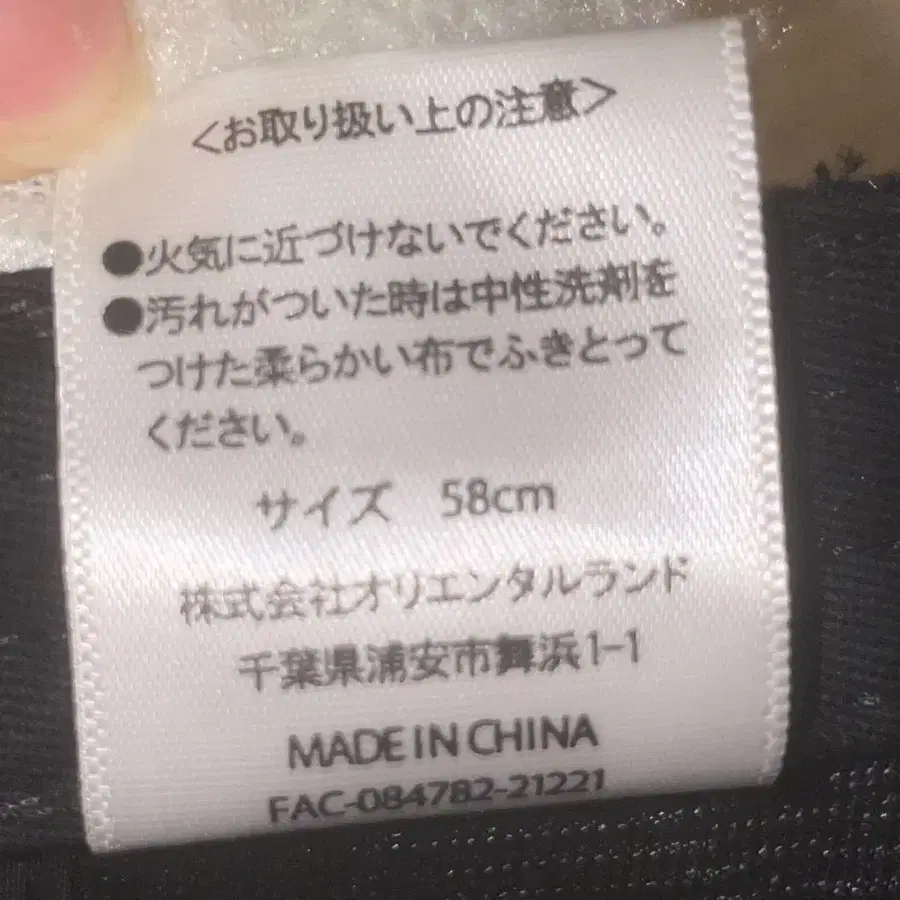 <お取り扱い上の注意>
●火気に近づけないでください。
●汚れがついた時は中性洗剤を
つけた柔らかい布でふきとって
ください。
サイズ 58cm
株式会社オリエンタルランド
千葉県浦安市舞浜1-1
MADE IN CHINA
FAC-084782-21221